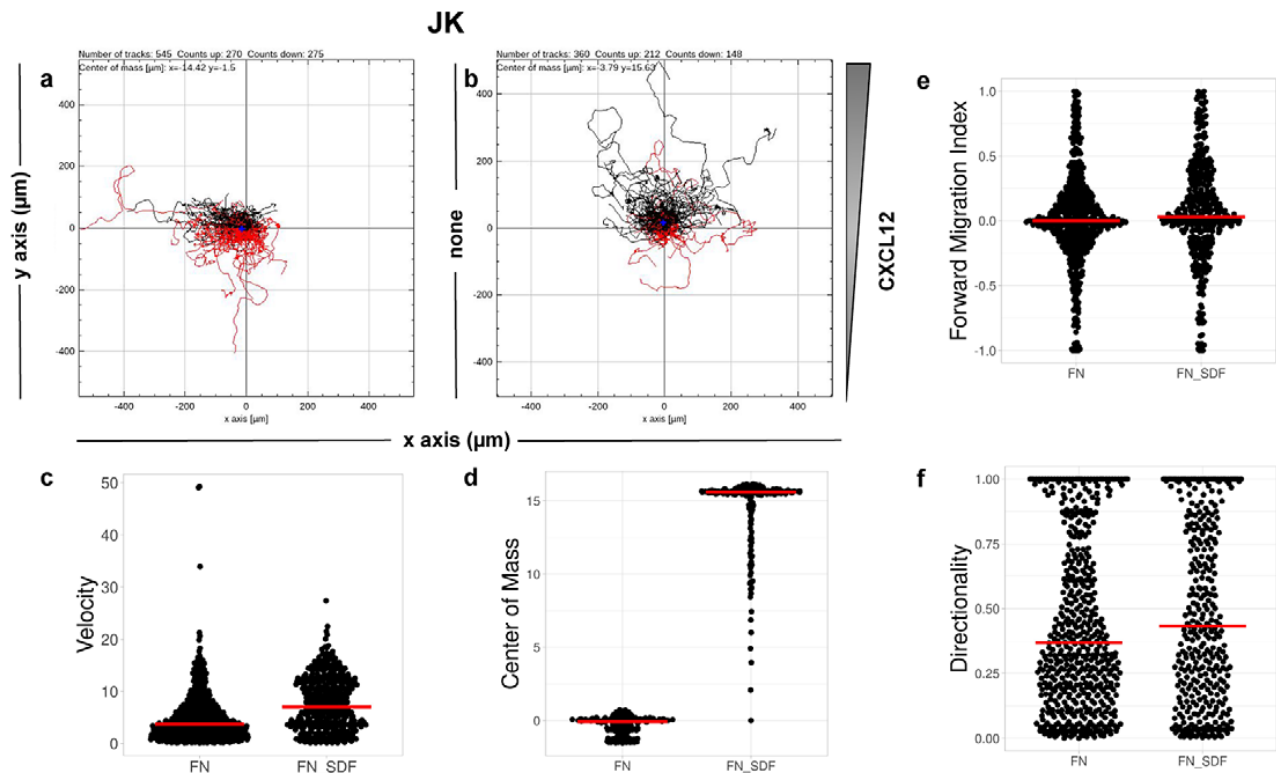 JK
a
Number of tracks: 545 Counts up: 270 Counts down: 275
Center of mass [µm]: x=-14.42 y=-1.5
400
200
0
-200
-400
-400
-200
0
200
400
x axis [µm]
y axis (µm)
b
Number of tracks: 360 Counts up: 212 Counts down: 148
Center of mass [µm]: x=-3.79 y=15.63
400
200
0
-200
-400
-400
-200
0
200
400
x axis [µm]
none
CXCL12
x axis (µm)
e
Forward Migration Index
1.0
0.5
0.0
-0.5
-1.0
FN
FN_SDF
c
Velocity
50
40
30
20
10
0
FN
FN_SDF
d
Center of Mass
15
10
5
0
FN
FN_SDF
f
Directionality
1.00
0.75
0.50
0.25
0.00
FN
FN_SDF